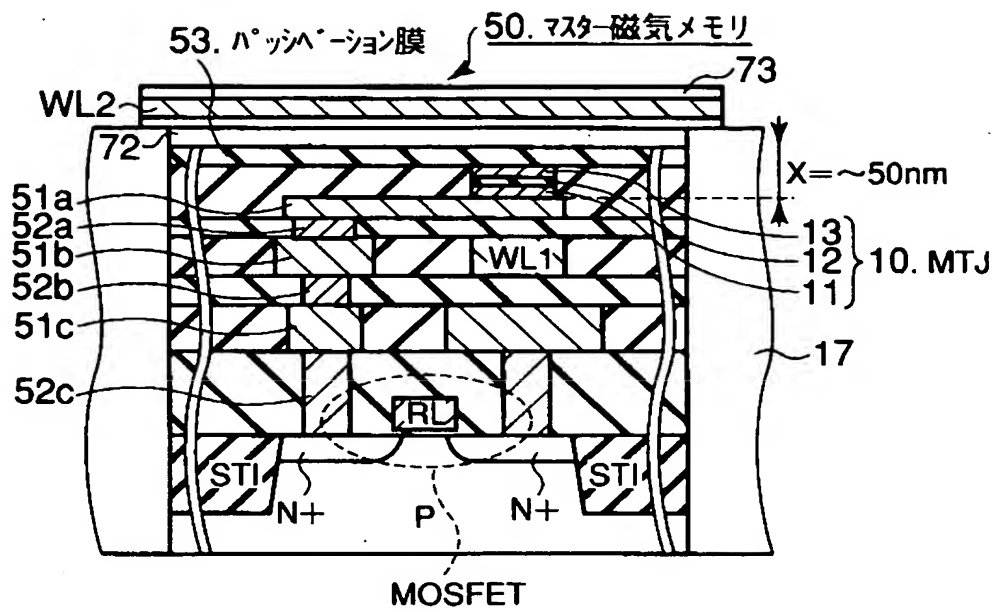 50. マスター磁気メモリ
53. パッシベーション膜
73
WL2
72
51a
52a
51b
52b
51c
52c
X=~50nm
13
12
11
10. MTJ
WL1
17
RL
STI
STI
N+
P
N+
MOSFET